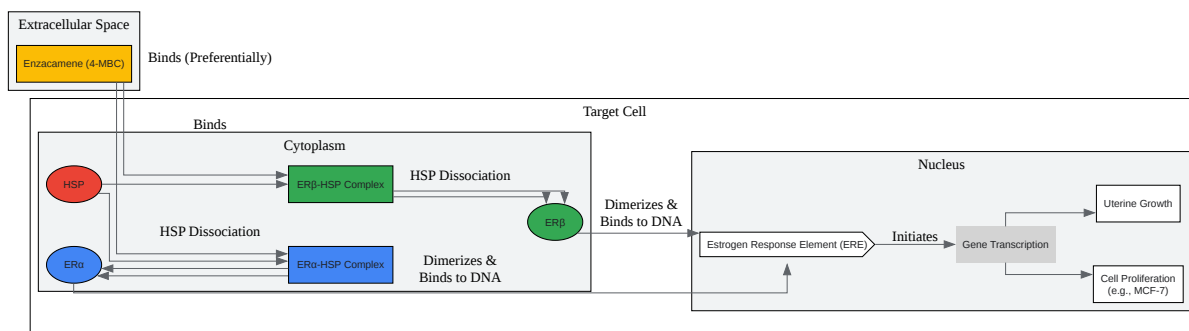 Extracellular Space
Enzacamene (4-MBC)
Binds (Preferentially)
Target Cell
Binds
Cytoplasm
Nucleus
HSP
ERβ-HSP Complex
HSP Dissociation
Uterine Growth
Dimerizes &
Binds to DNA
ERβ
HSP Dissociation
Estrogen Response Element (ERE)
Initiates
Gene Transcription
ERα
ERα-HSP Complex
Dimerizes &
Binds to DNA
Cell Proliferation
(e.g., MCF-7)